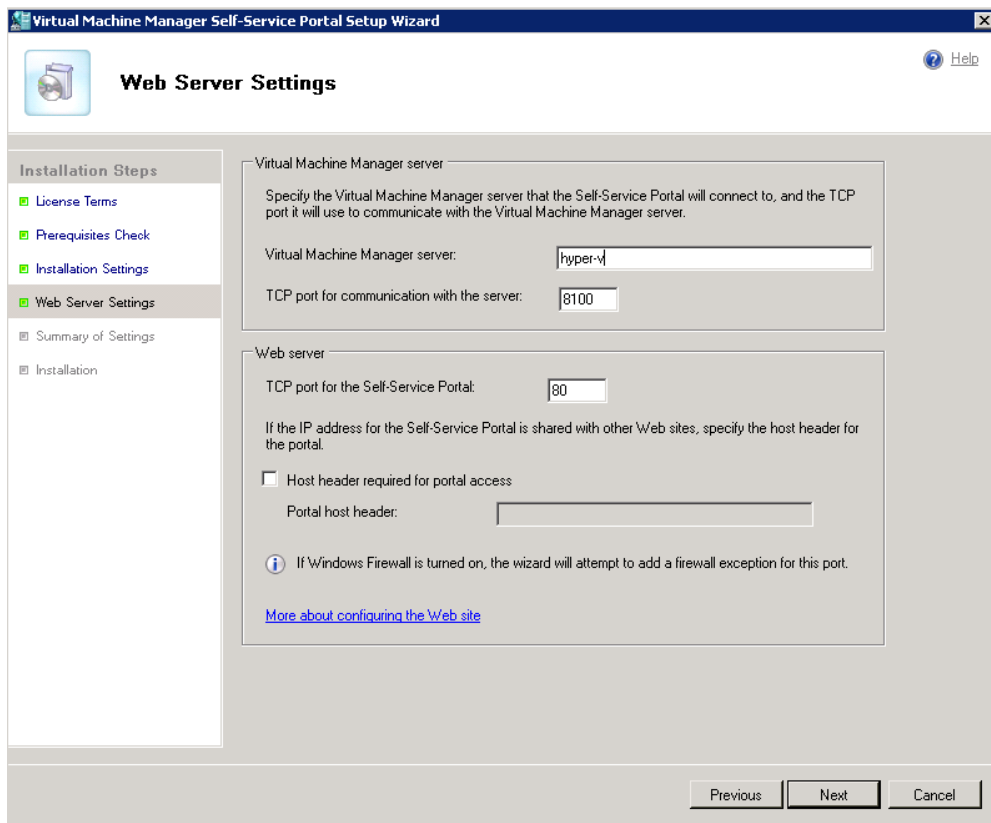 Virtual Machine Manager Self-Service Portal Setup Wizard
Help
Web Server Settings
Installation Steps
License Terms
Prerequisites Check
Installation Settings
Web Server Settings
Summary of Settings
Installation
Virtual Machine Manager server
Specify the Virtual Machine Manager server that the Self-Service Portal will connect to, and the TCP
port it will use to communicate with the Virtual Machine Manager server.
Virtual Machine Manager server: hyper-v
TCP port for communication with the server: 8100
Web server
TCP port for the Self-Service Portal: 80
If the IP address for the Self-Service Portal is shared with other Web sites, specify the host header for
the portal.
Host header required for portal access
Portal host header:
If Windows Firewall is turned on, the wizard will attempt to add a firewall exception for this port.
More about configuring the Web site
Previous Next Cancel